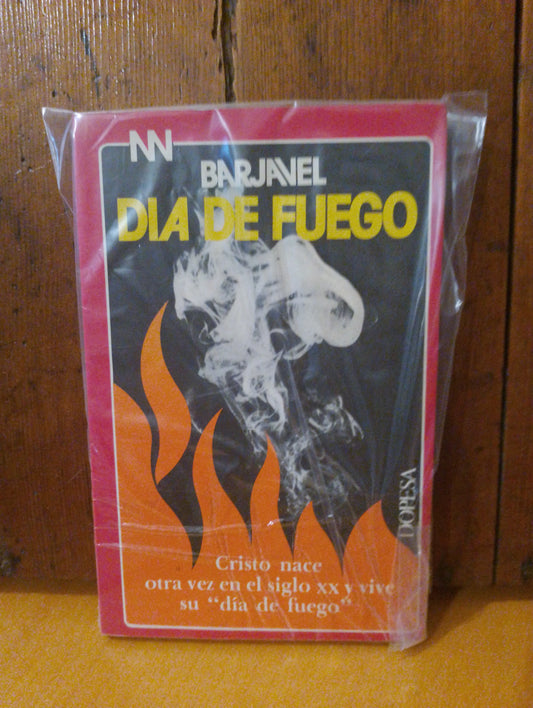 NN
BARJAVEL
DIA DE FUEGO
DOPESA
Cristo nace
otra vez en el siglo xx y vive
su "día de fuego"